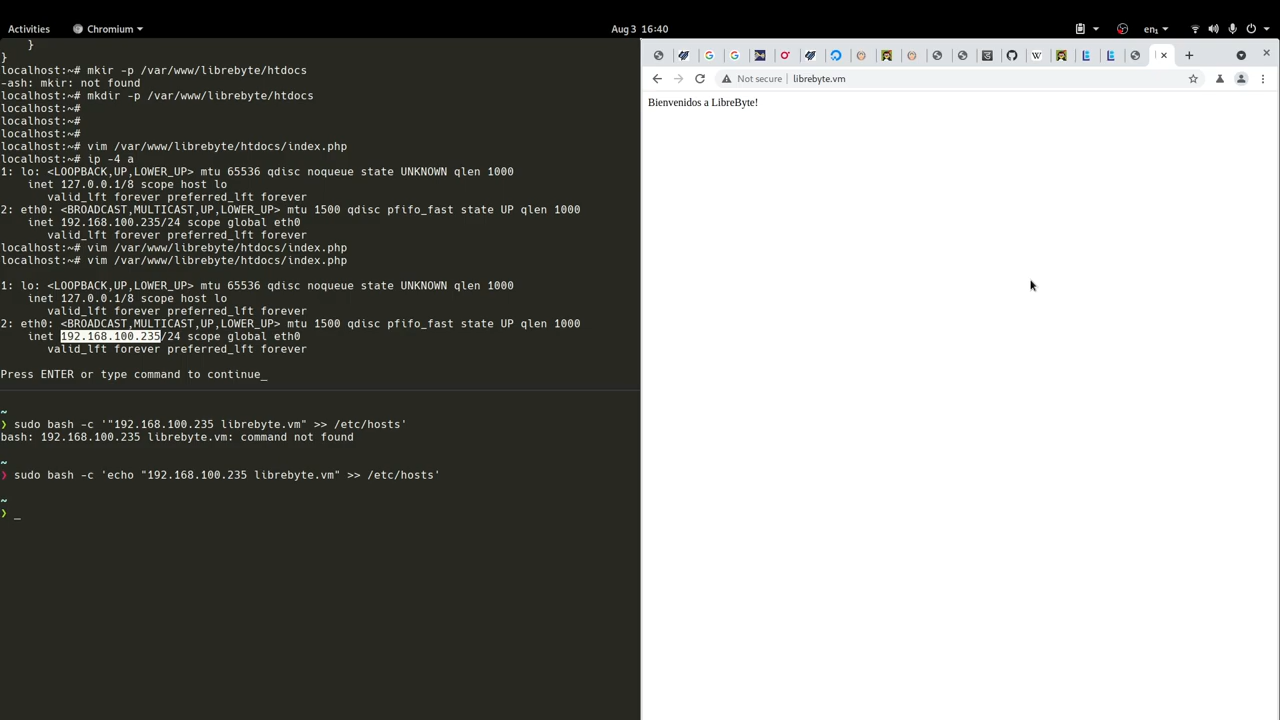 Activities
Chromium
Aug 3 16:40
en₁
}
}
localhost:~# mkir -p /var/www/librebyte/htdocs
-ash: mkir: not found
localhost:~# mkdir -p /var/www/librebyte/htdocs
localhost:~#
localhost:~#
localhost:~#
localhost:~# vim /var/www/librebyte/htdocs/index.php
localhost:~# ip -4 a
1: lo: <LOOPBACK,UP,LOWER_UP> mtu 65536 qdisc noqueue state UNKNOWN qlen 1000
inet 127.0.0.1/8 scope host lo
valid_lft forever preferred_lft forever
2: eth0: <BROADCAST,MULTICAST,UP,LOWER_UP> mtu 1500 qdisc pfifo_fast state UP qlen 1000
inet 192.168.100.235/24 scope global eth0
valid_lft forever preferred_lft forever
localhost:~# vim /var/www/librebyte/htdocs/index.php
localhost:~# vim /var/www/librebyte/htdocs/index.php
1: lo: <LOOPBACK,UP,LOWER_UP> mtu 65536 qdisc noqueue state UNKNOWN qlen 1000
inet 127.0.0.1/8 scope host lo
valid_lft forever preferred_lft forever
2: eth0: <BROADCAST,MULTICAST,UP,LOWER_UP> mtu 1500 qdisc pfifo_fast state UP qlen 1000
inet 192.168.100.235/24 scope global eth0
valid_lft forever preferred_lft forever
Press ENTER or type command to continue_
~
❯ sudo bash -c '"192.168.100.235 librebyte.vm" >> /etc/hosts'
bash: 192.168.100.235 librebyte.vm: command not found
~
❯ sudo bash -c 'echo "192.168.100.235 librebyte.vm" >> /etc/hosts'
~
❯ _
Not secure | librebyte.vm
Bienvenidos a LibreByte!